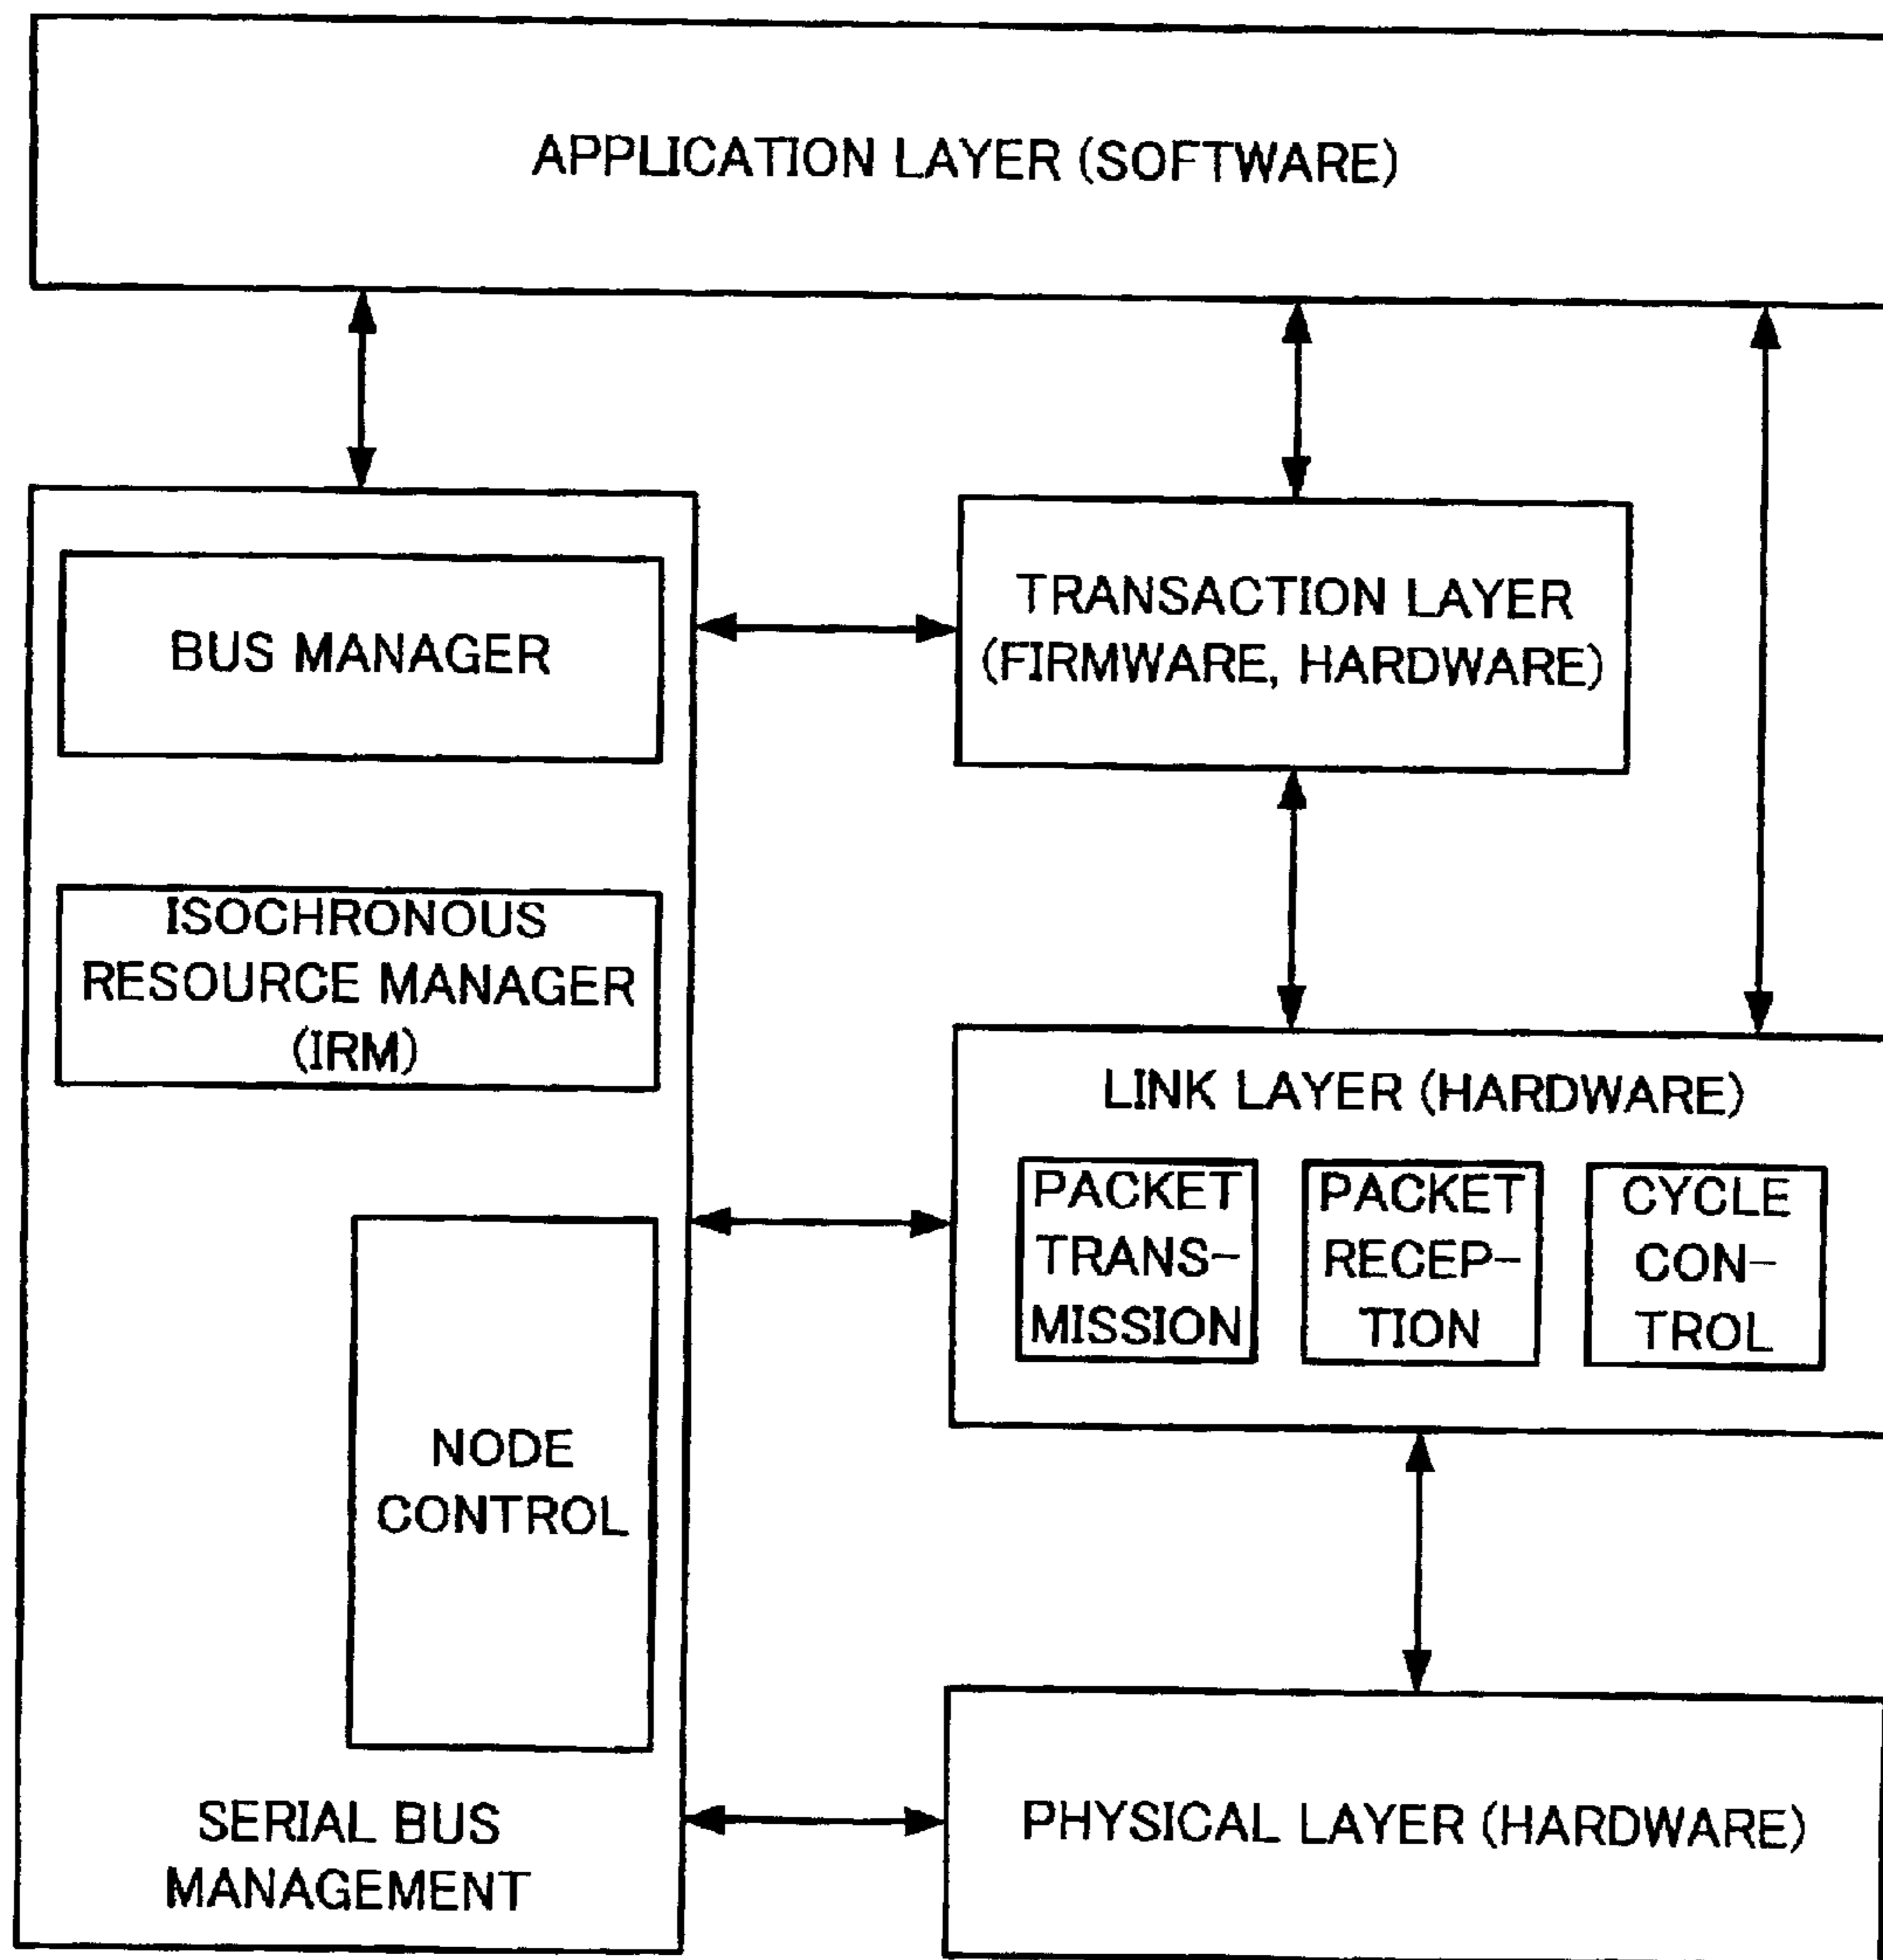 APPLICATION LAYER (SOFTWARE)
BUS MANAGER
TRANSACTION LAYER
(FIRMWARE, HARDWARE)
ISOCHRONOUS
RESOURCE MANAGER
(IRM)
LINK LAYER (HARDWARE)
PACKET
TRANS-
MISSION
PACKET
RECEP-
TION
CYCLE
CON-
TROL
NODE
CONTROL
SERIAL BUS
MANAGEMENT
PHYSICAL LAYER (HARDWARE)